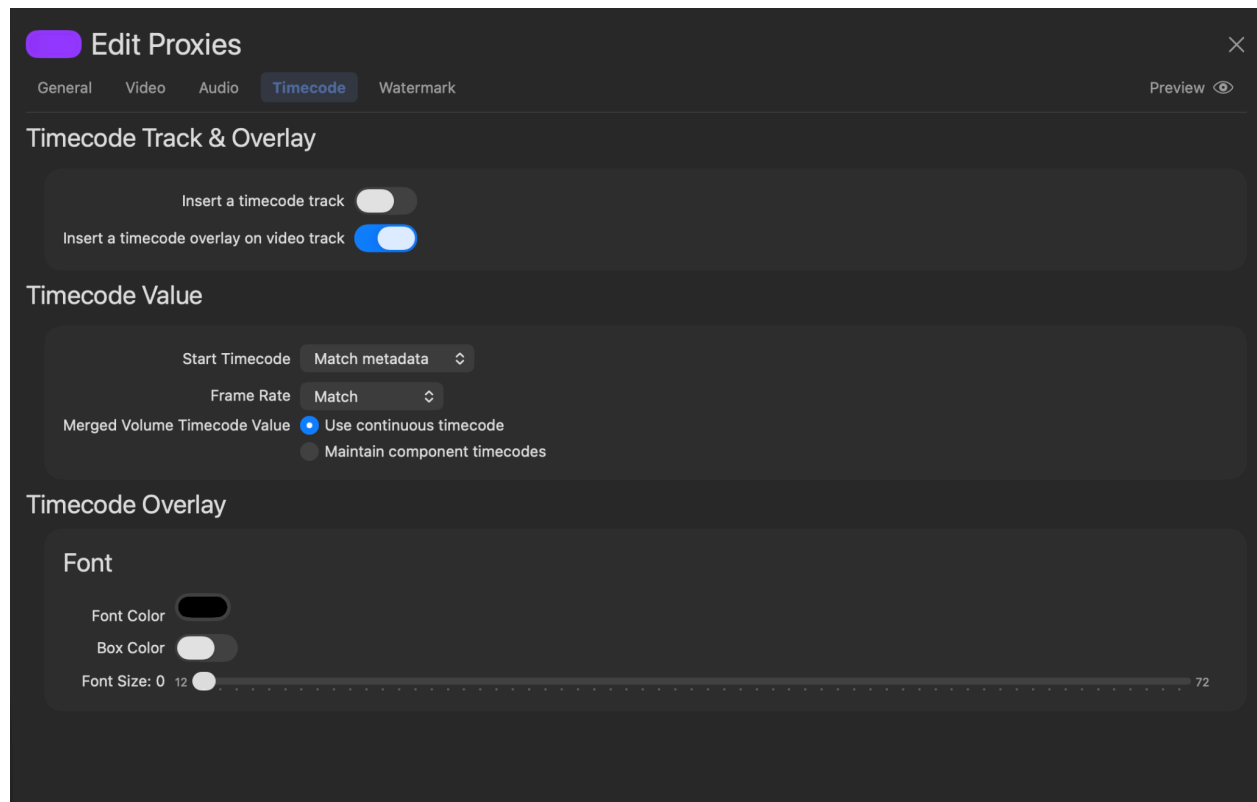 Edit Proxies
General Video Audio Timecode Watermark Preview
Timecode Track & Overlay
Insert a timecode track
Insert a timecode overlay on video track
Timecode Value
Start Timecode Match metadata
Frame Rate Match
Merged Volume Timecode Value Use continuous timecode
Maintain component timecodes
Timecode Overlay
Font
Font Color
Box Color
Font Size: 0 12 72